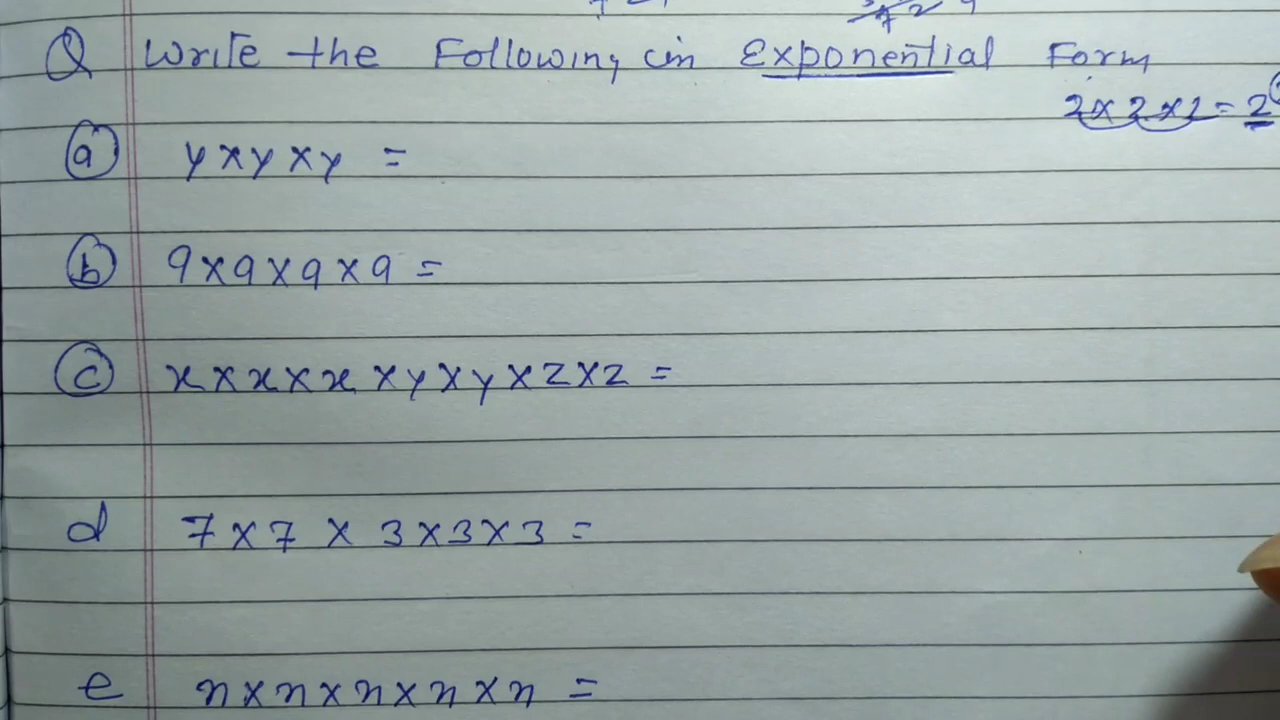 Q Write the Following in Exponential Form
2×2×2=2
a y×y×y =
b 9×9×9×9=
c x×x×x×y×y×z×z=
d 7×7×3×3×3=
e n×n×n×n×n=